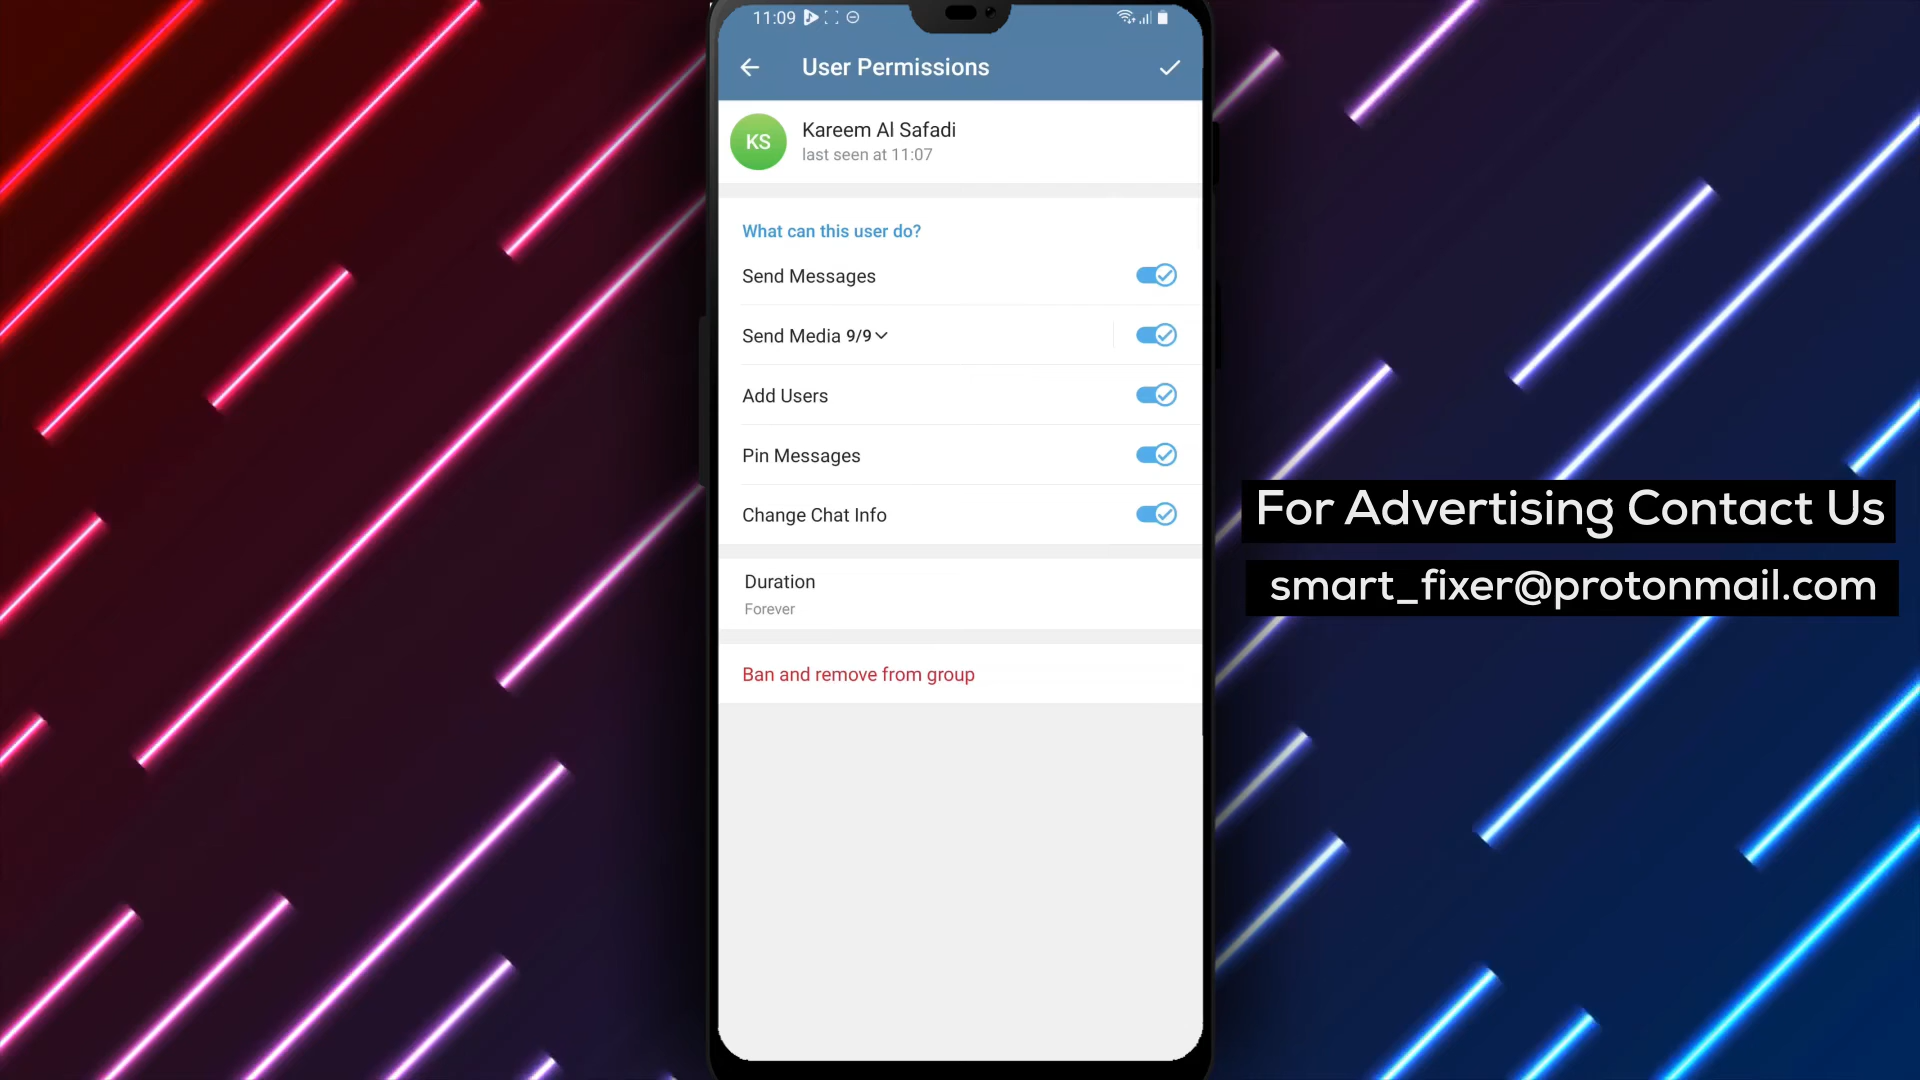 11:09
User Permissions
KS
Kareem Al Safadi
last seen at 11:07
What can this user do?
Send Messages
Send Media 9/9
Add Users
Pin Messages
Change Chat Info
Duration
Forever
Ban and remove from group
For Advertising Contact Us
smart_fixer@protonmail.com